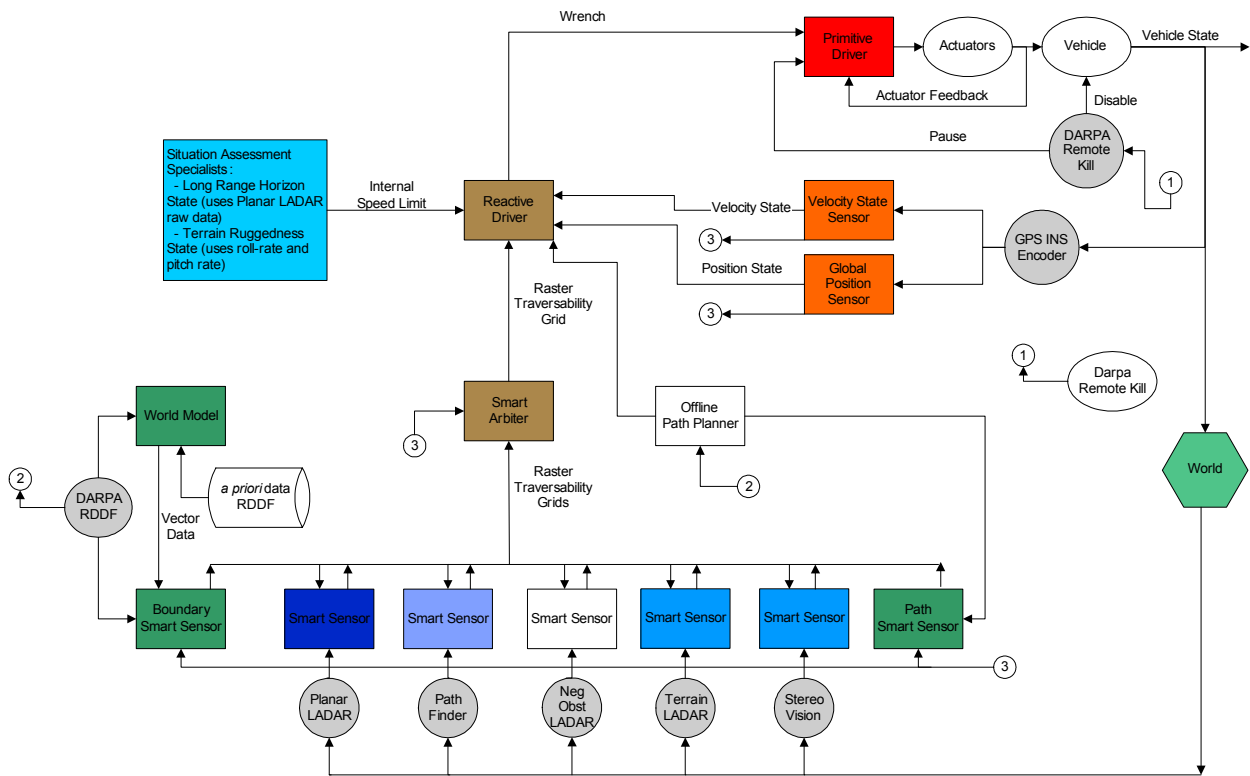 Wrench
Primitive
Driver
Actuators
Vehicle
Vehicle State
Actuator Feedback
Disable
Pause
DARPA
Remote
Kill
1
Situation Assessment
Specialists :
- Long Range Horizon
State (uses Planar LADAR
raw data)
- Terrain Ruggedness
State (uses roll-rate and
pitch rate)
Internal
Speed Limit
Reactive
Driver
Velocity State
3
Velocity State
Sensor
Position State
3
Global
Position
Sensor
GPS INS
Encoder
Raster
Traversability
Grid
1
Darpa
Remote Kill
World Model
Smart
Arbiter
3
Offline
Path Planner
2
World
2
DARPA
RDDF
a priori data
RDDF
Vector
Data
Raster
Traversability
Grids
Boundary
Smart Sensor
Smart Sensor
Smart Sensor
Smart Sensor
Smart Sensor
Smart Sensor
Path
Smart Sensor
3
Planar
LADAR
Path
Finder
Neg
Obst
LADAR
Terrain
LADAR
Stereo
Vision